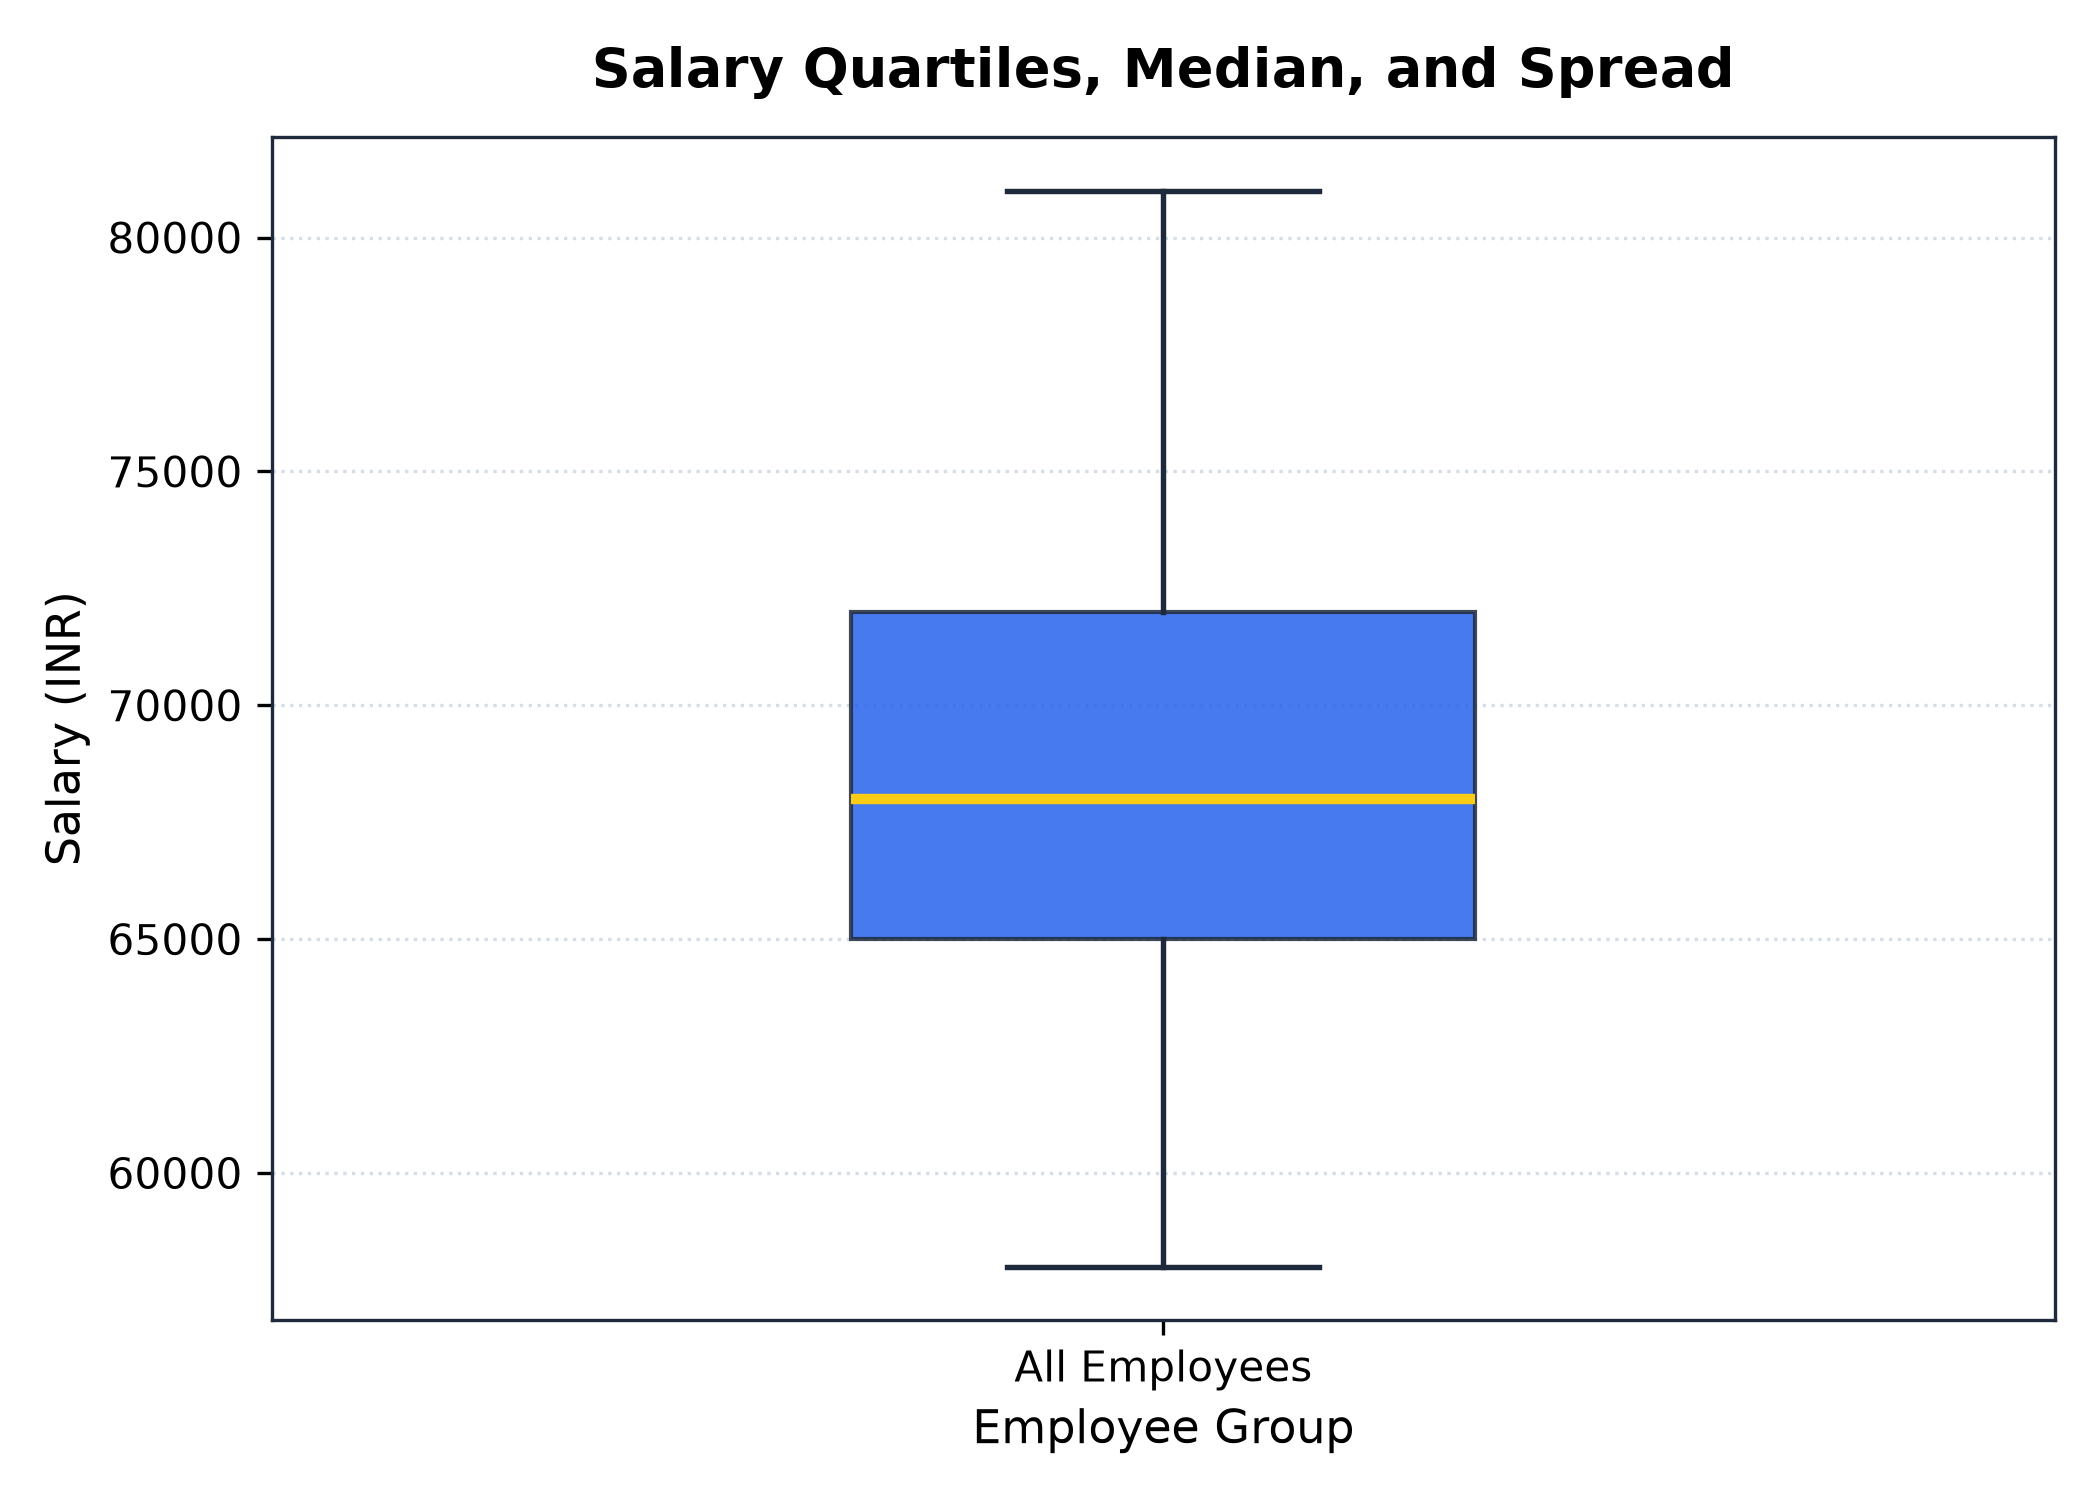 Salary Quartiles, Median, and Spread
80000
75000
70000
65000
60000
Salary (INR)
All Employees
Employee Group